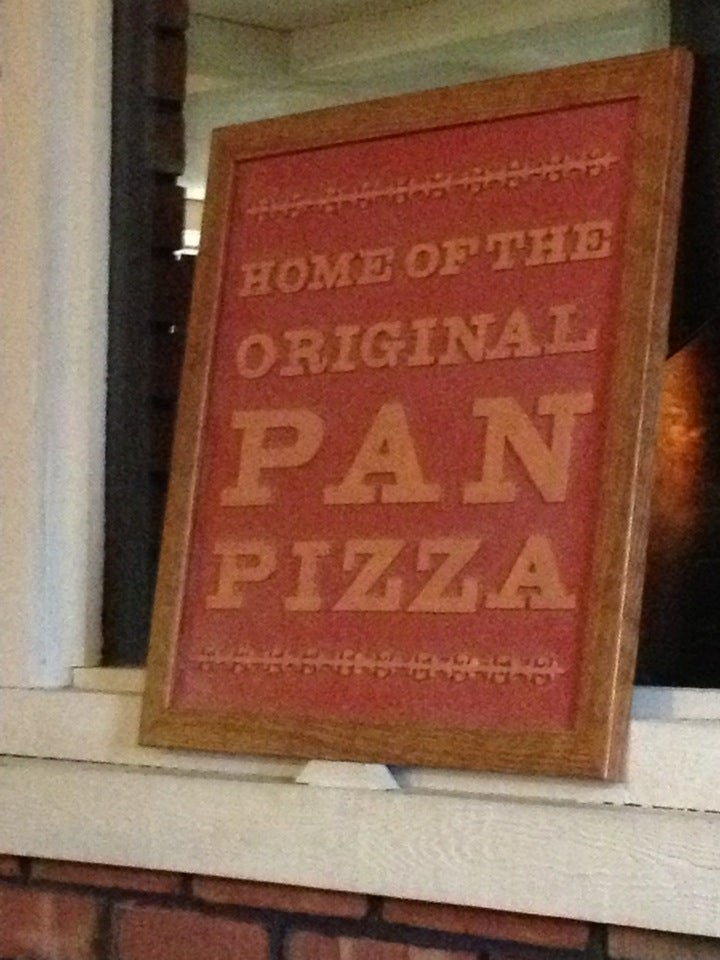 HOME OF THE
ORIGINAL
PAN
PIZZA